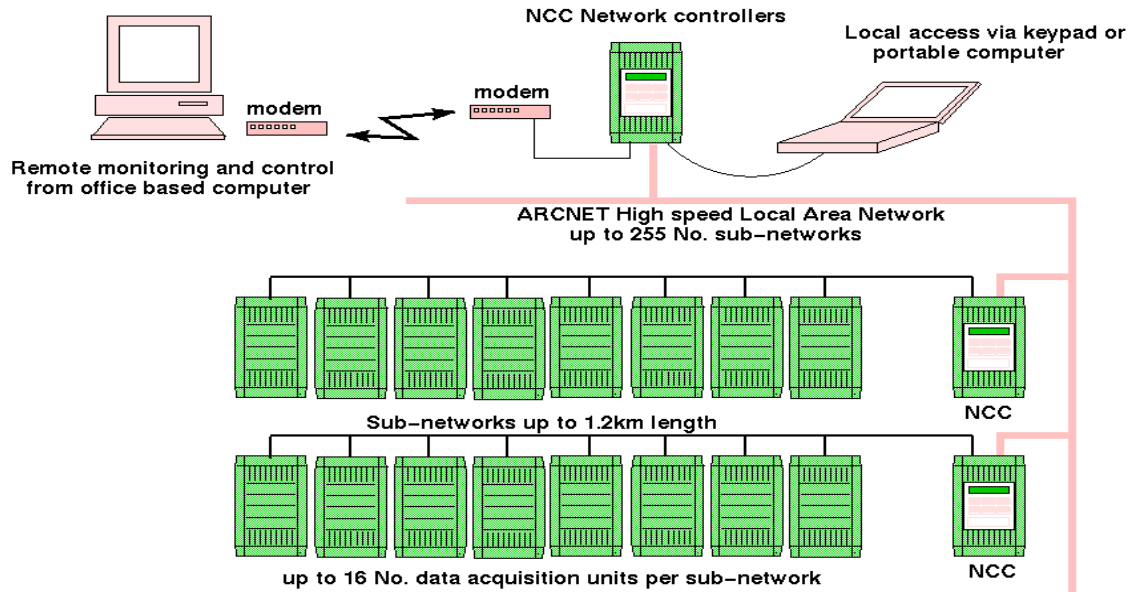 NCC Network controllers
Local access via keypad or
portable computer
modem
modem
Remote monitoring and control
from office based computer
ARCNET High speed Local Area Network
up to 255 No. sub-networks
NCC
Sub-networks up to 1.2km length
NCC
up to 16 No. data acquisition units per sub-network